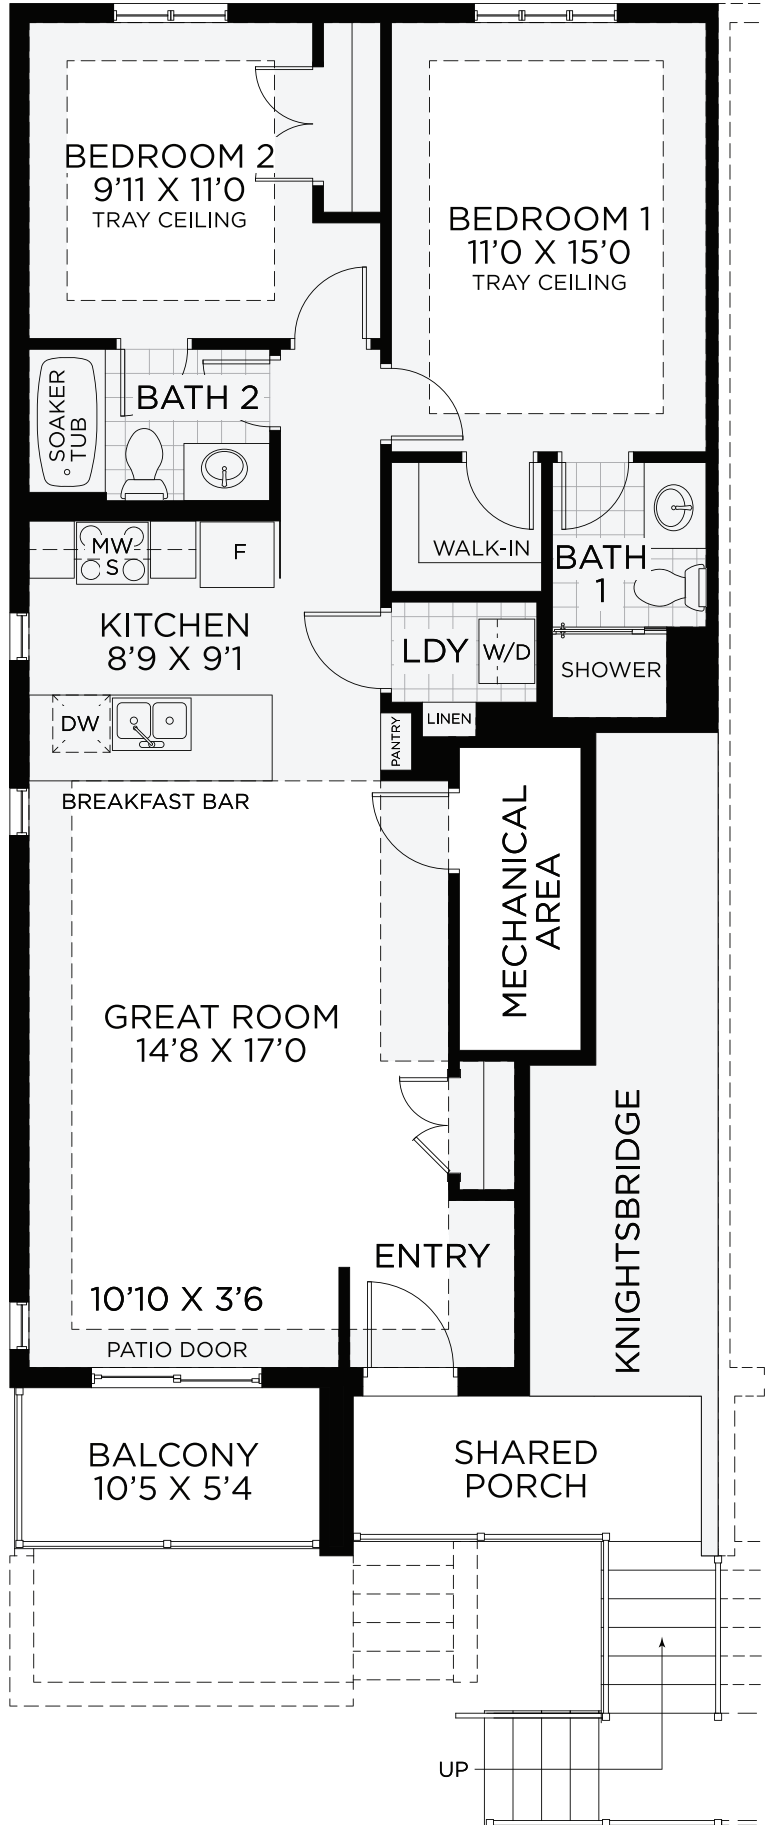 BEDROOM 2
9'11 X 11'0
TRAY CEILING
BEDROOM 1
11'0 X 15'0
TRAY CEILING
SOAKER
TUB
BATH 2
MW
S
F
WALK-IN
BATH
1
KITCHEN
8'9 X 9'1
LDY
W/D
SHOWER
DW
LINEN
PANTRY
BREAKFAST BAR
MECHANICAL
AREA
GREAT ROOM
14'8 X 17'0
KNIGHTSBRIDGE
ENTRY
10'10 X 3'6
PATIO DOOR
BALCONY
10'5 X 5'4
SHARED
PORCH
UP